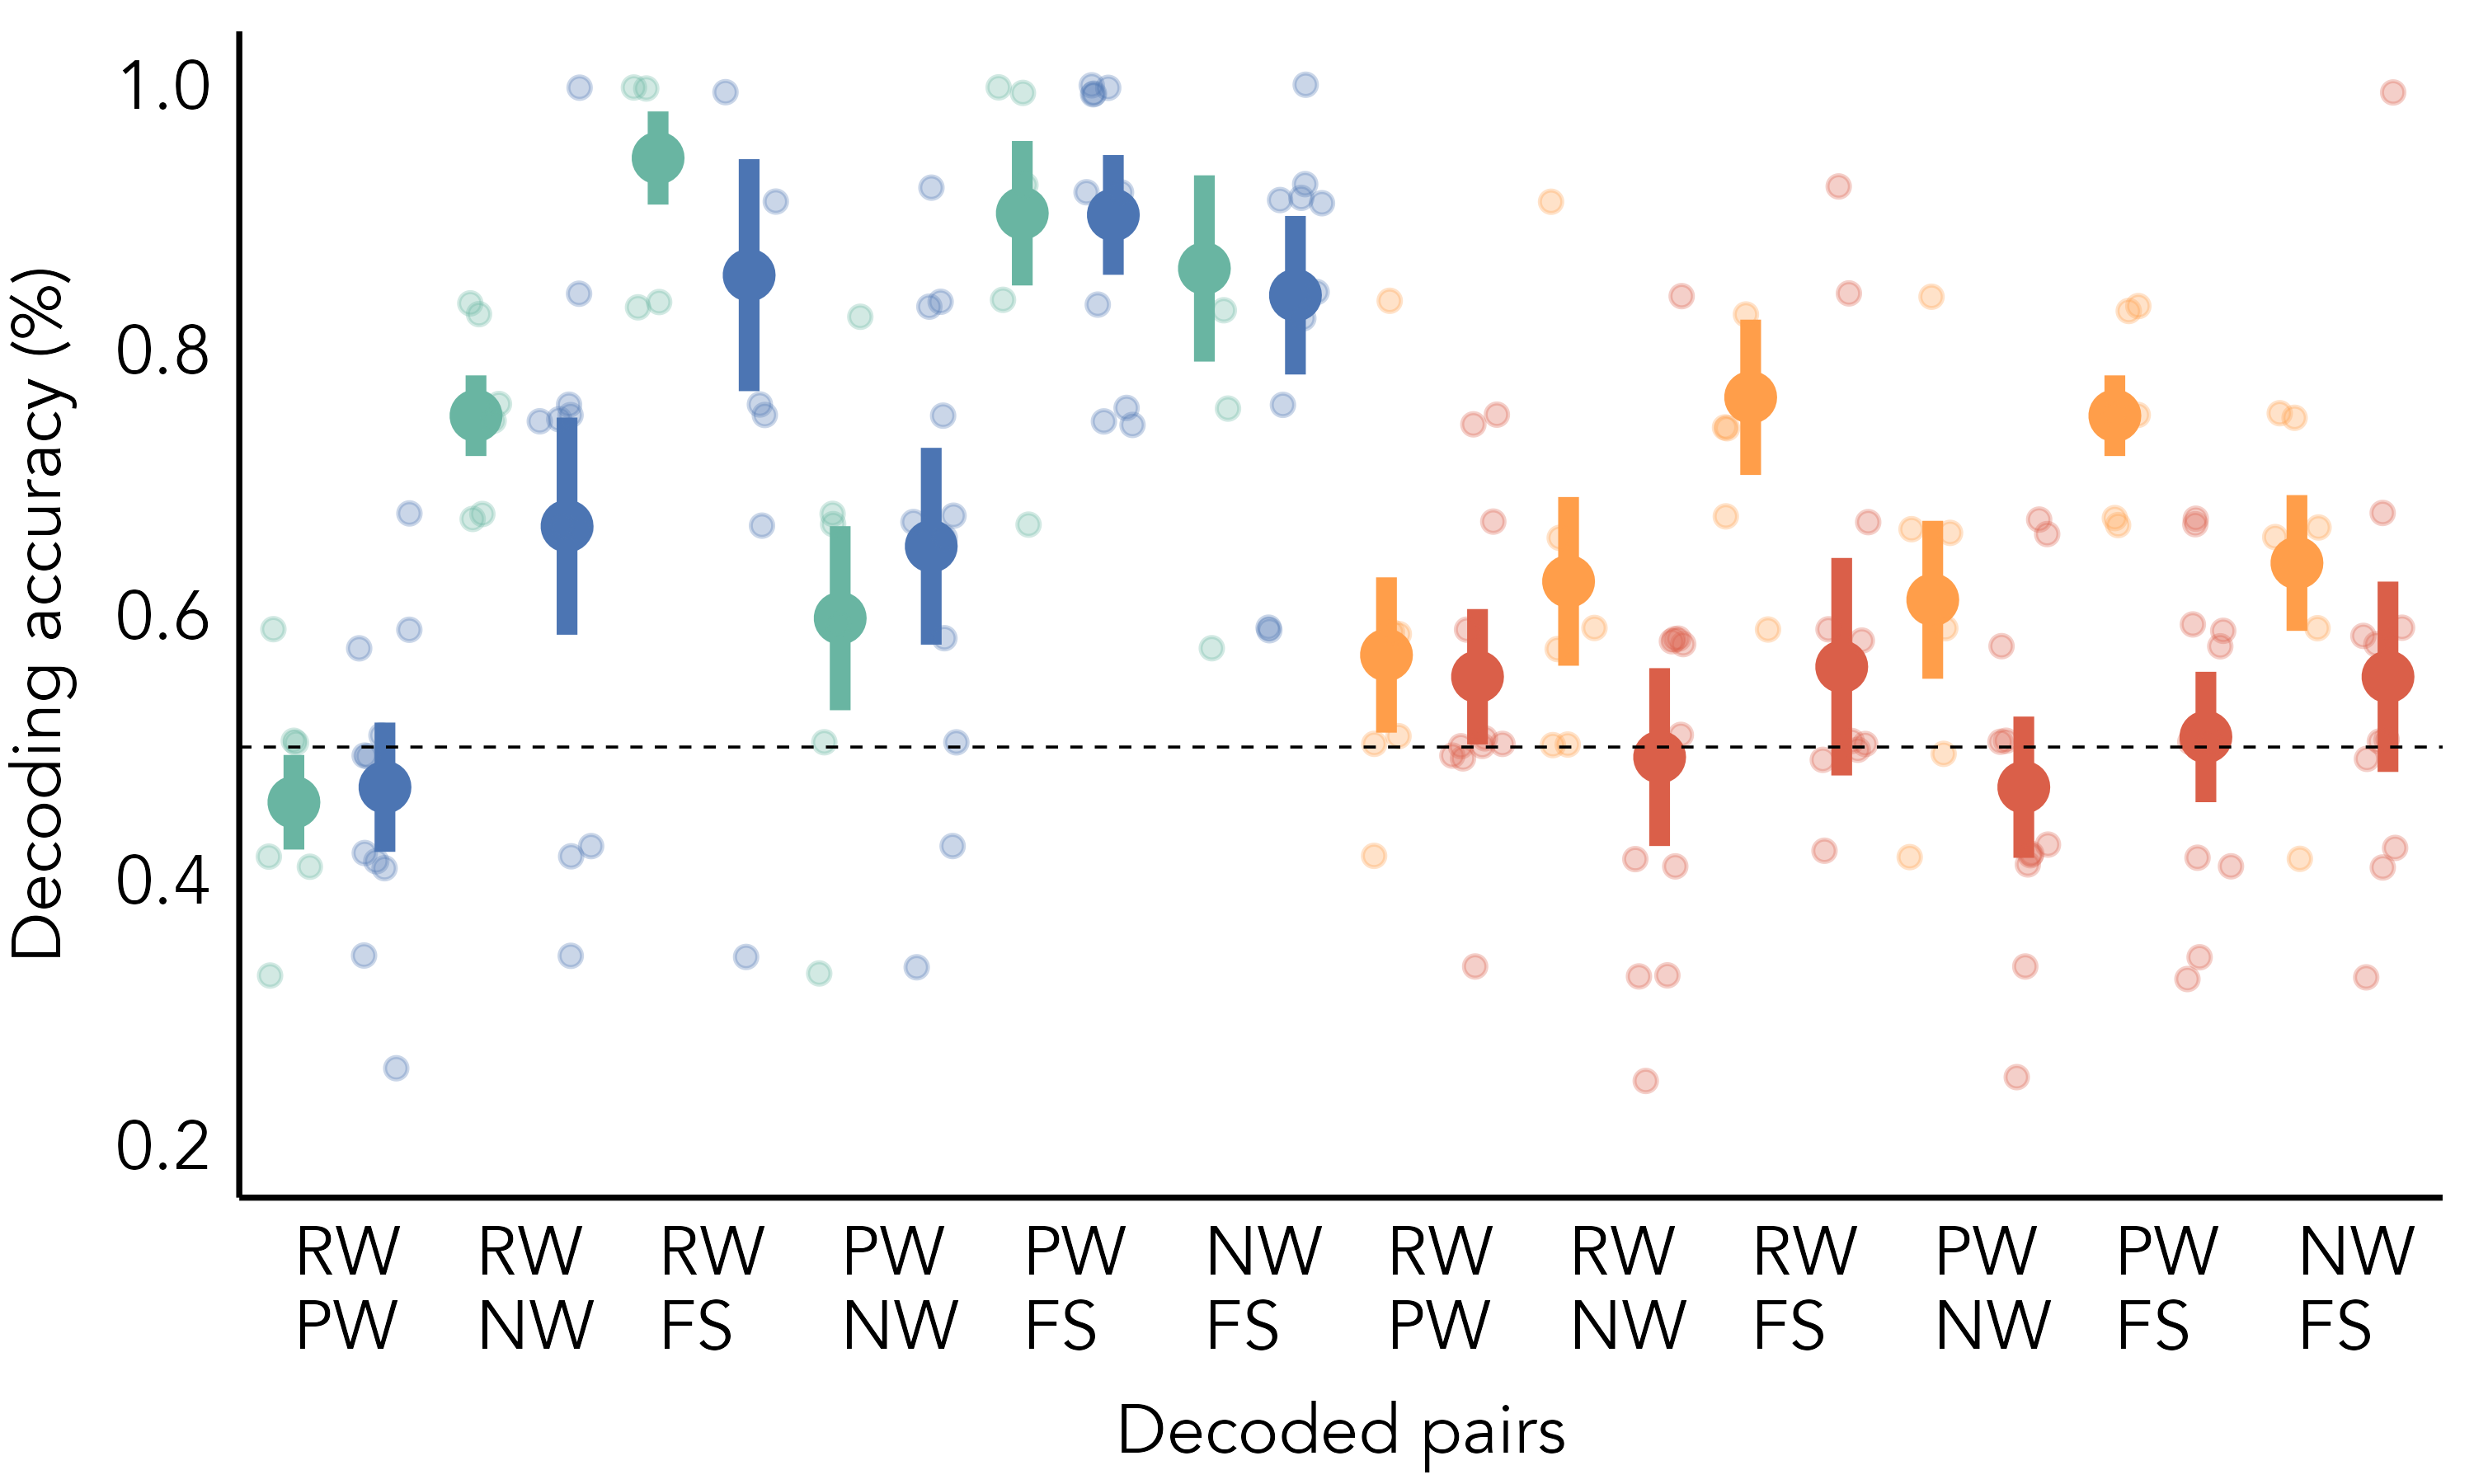 Decoding accuracy (%)
1.0
0.8
0.6
0.4
0.2
RW RW RW PW PW NW RW RW RW PW PW NW
PW NW FS NW FS FS PW NW FS NW FS FS
Decoded pairs